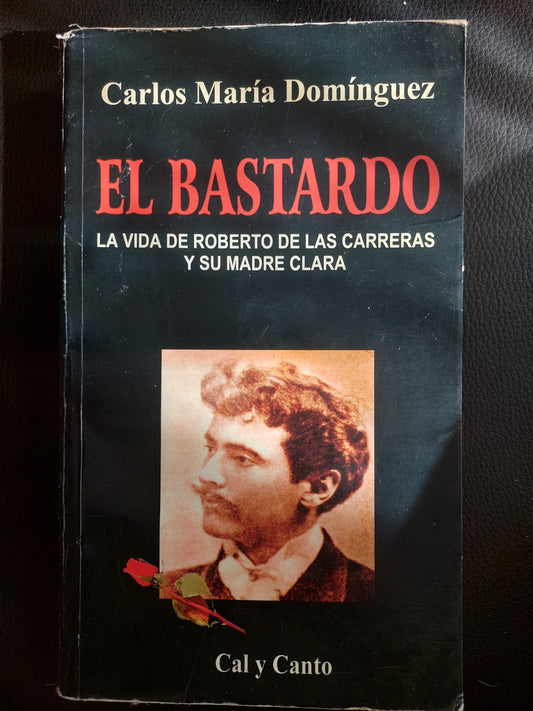 Carlos María Domínguez
EL BASTARDO
LA VIDA DE ROBERTO DE LAS CARRERAS
Y SU MADRE CLARA
Cal y Canto